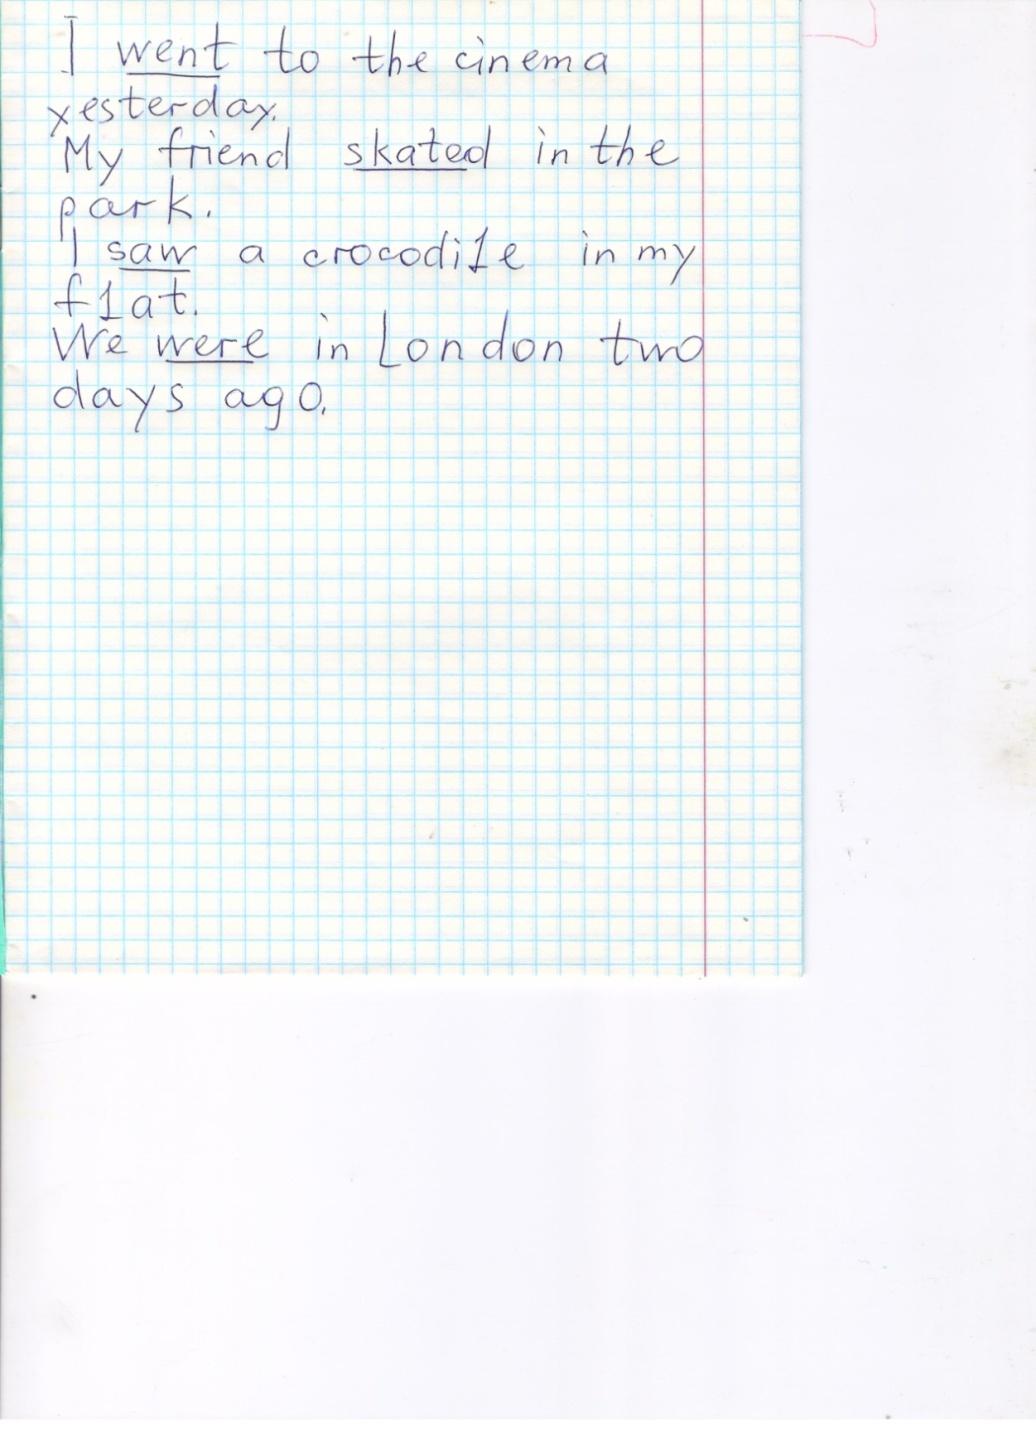 I went to the cinema
yesterday.
My friend skated in the
park.
I saw a crocodile in my
flat.
We were in London two
days ago.